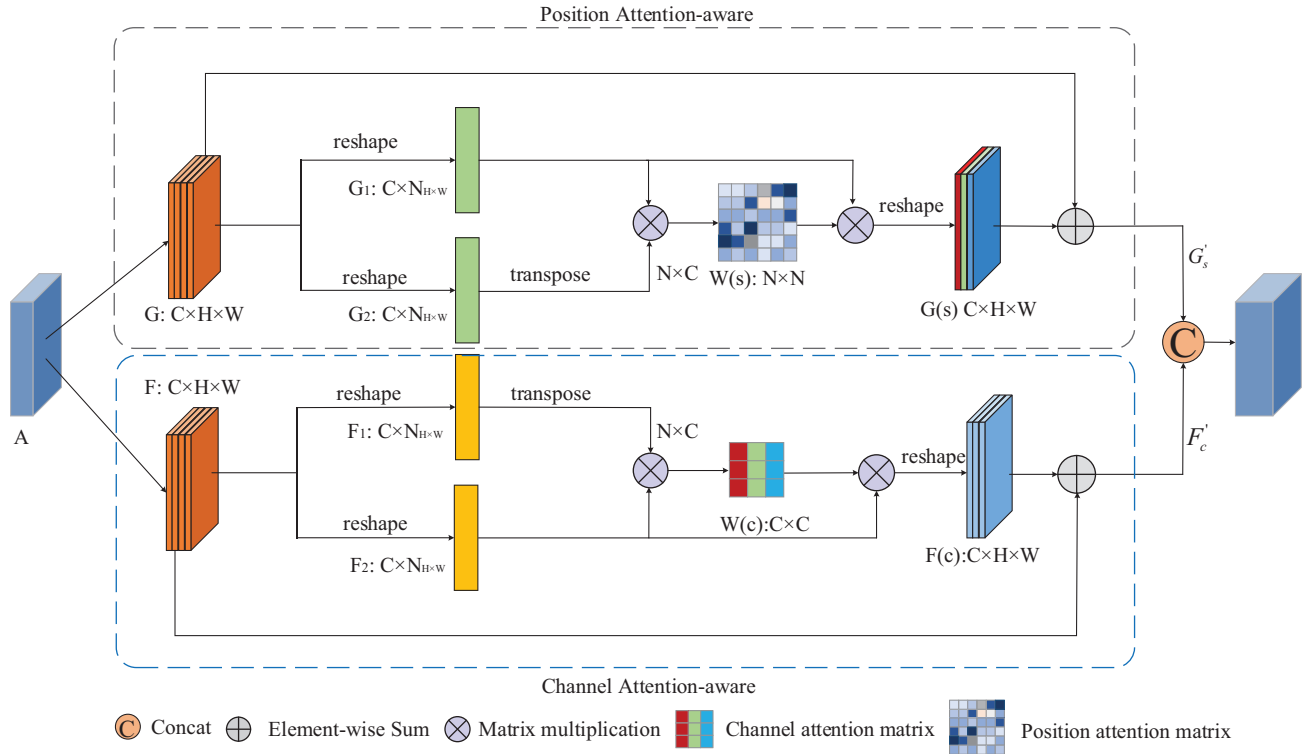 Position Attention-aware
reshape
G1: C×NH×W
reshape
transpose
G2: C×NH×W
N×C
W(s): N×N
reshape
G: C×H×W
G(s) C×H×W
G's
A
C
F: C×H×W
reshape
transpose
F1: C×NH×W
N×C
reshape
F2: C×NH×W
W(c):C×C
reshape
F(c):C×H×W
F'c
Channel Attention-aware
C Concat
Element-wise Sum
Matrix multiplication
Channel attention matrix
Position attention matrix